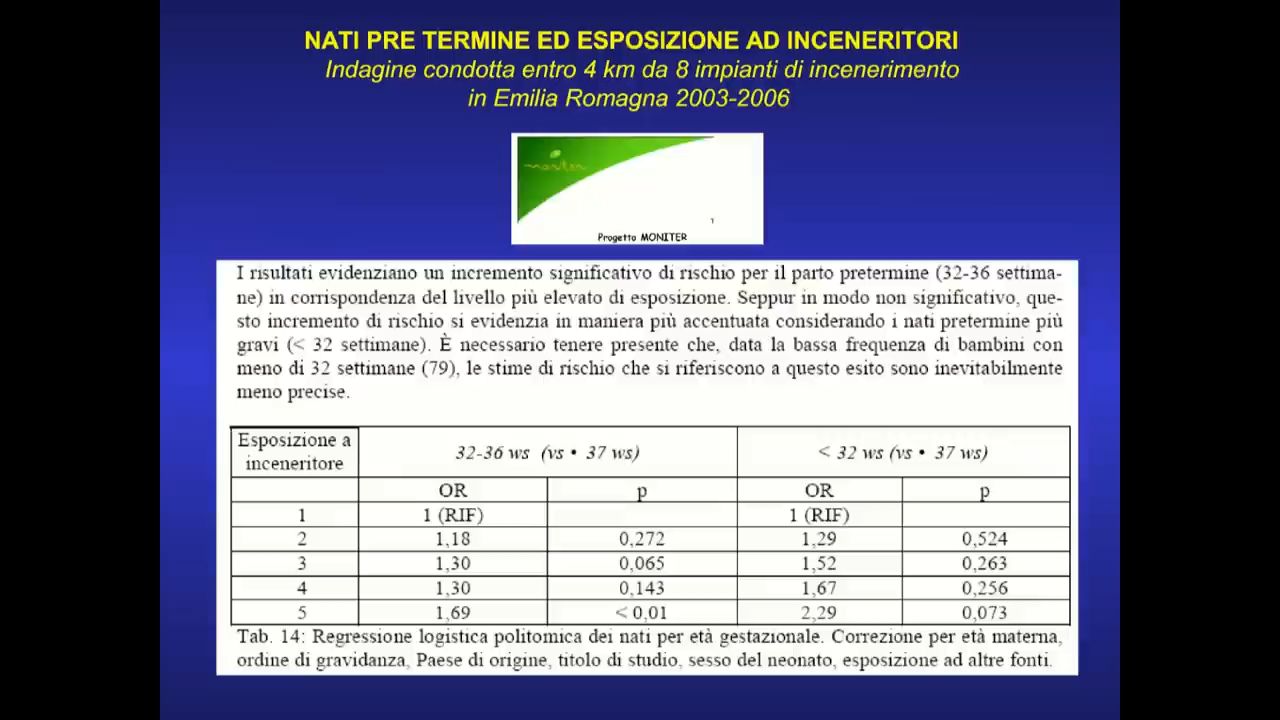 NATI PRE TERMINE ED ESPOSIZIONE AD INCENERITORI
Indagine condotta entro 4 km da 8 impianti di incenerimento
in Emilia Romagna 2003-2006
moniter
1
Progetto MONITER
I risultati evidenziano un incremento significativo di rischio per il parto pretermine (32-36 settima-
ne) in corrispondenza del livello più elevato di esposizione. Seppur in modo non significativo, que-
sto incremento di rischio si evidenzia in maniera più accentuata considerando i nati pretermine più
gravi (< 32 settimane). È necessario tenere presente che, data la bassa frequenza di bambini con
meno di 32 settimane (79), le stime di rischio che si riferiscono a questo esito sono inevitabilmente
meno precise.
Esposizione a
inceneritore
32-36 ws (vs • 37 ws)
< 32 ws (vs • 37 ws)
OR p OR p
1 1 (RIF) 1 (RIF)
2 1,18 0,272 1,29 0,524
3 1,30 0,065 1,52 0,263
4 1,30 0,143 1,67 0,256
5 1,69 < 0,01 2,29 0,073
Tab. 14: Regressione logistica politomica dei nati per età gestazionale. Correzione per età materna,
ordine di gravidanza, Paese di origine, titolo di studio, sesso del neonato, esposizione ad altre fonti.